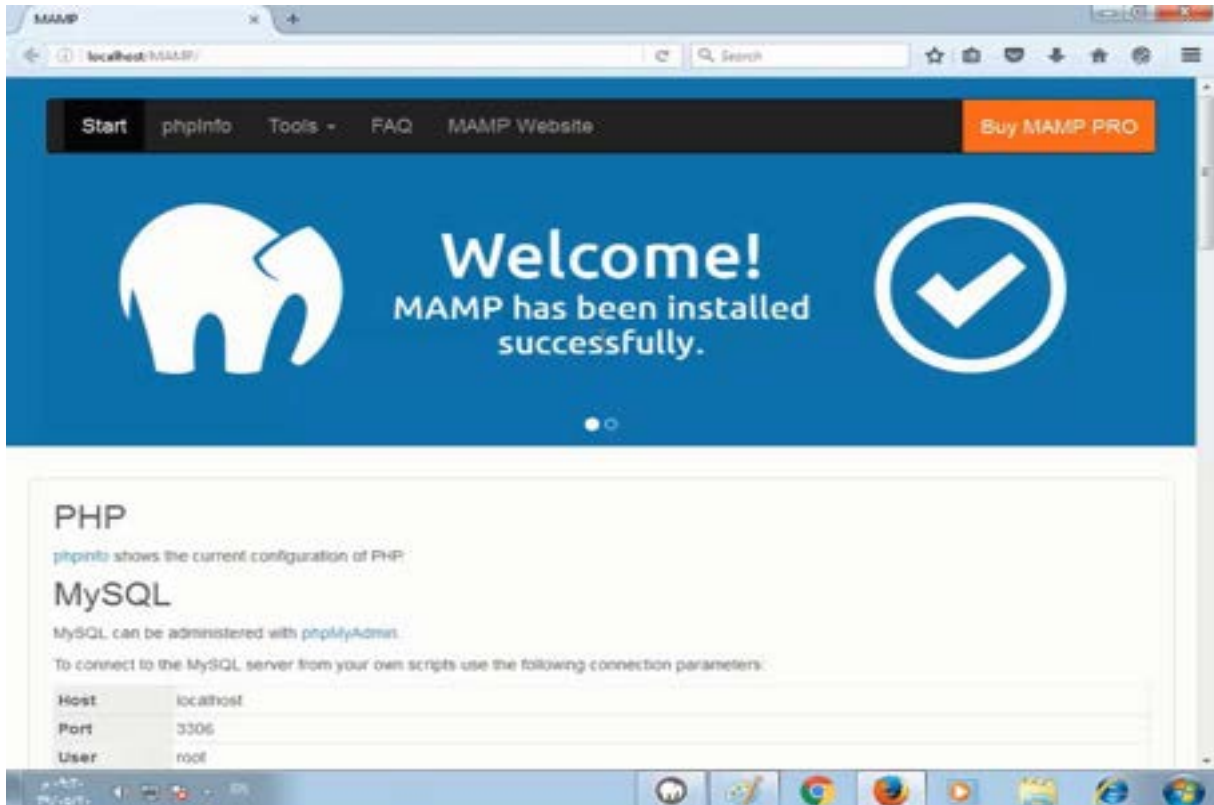 MAMP
localhost/MAMP/
Search
Start phpInfo Tools FAQ MAMP Website Buy MAMP PRO
Welcome!
MAMP has been installed
successfully.
PHP
phpinfo shows the current configuration of PHP.
MySQL
MySQL can be administered with phpMyAdmin.
To connect to the MySQL server from your own scripts use the following connection parameters:
Host localhost
Port 3306
User root
EN